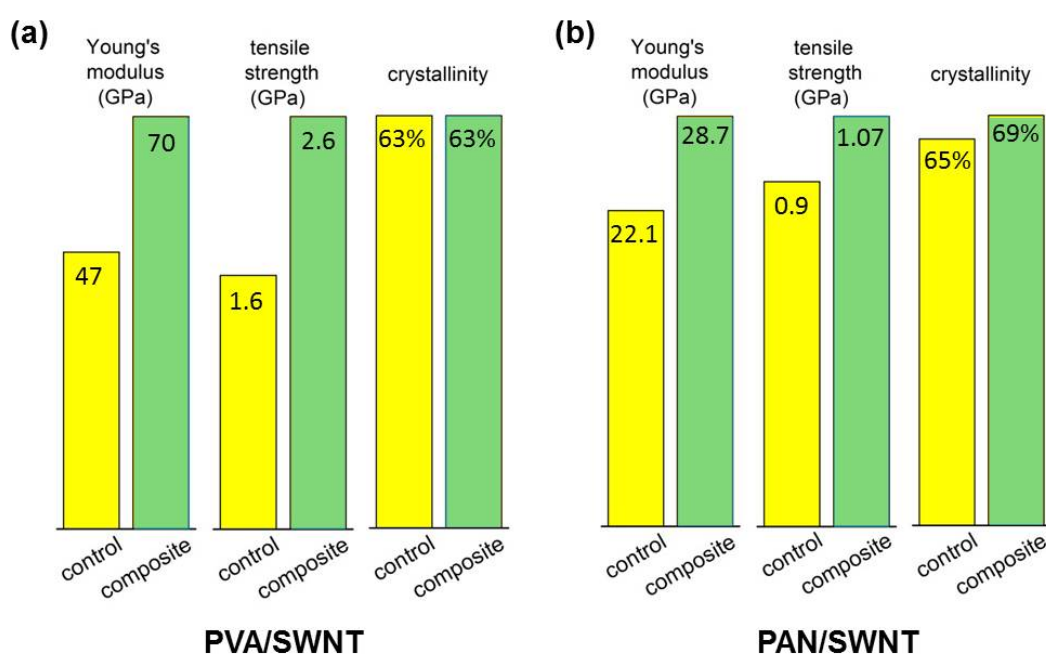 (a)
Young's
modulus
(GPa)
tensile
strength
(GPa)
crystallinity
70
2.6
63%
63%
47
1.6
control
composite
control
composite
control
composite
PVA/SWNT
(b)
Young's
modulus
(GPa)
tensile
strength
(GPa)
crystallinity
28.7
1.07
69%
65%
0.9
22.1
control
composite
control
composite
control
composite
PAN/SWNT